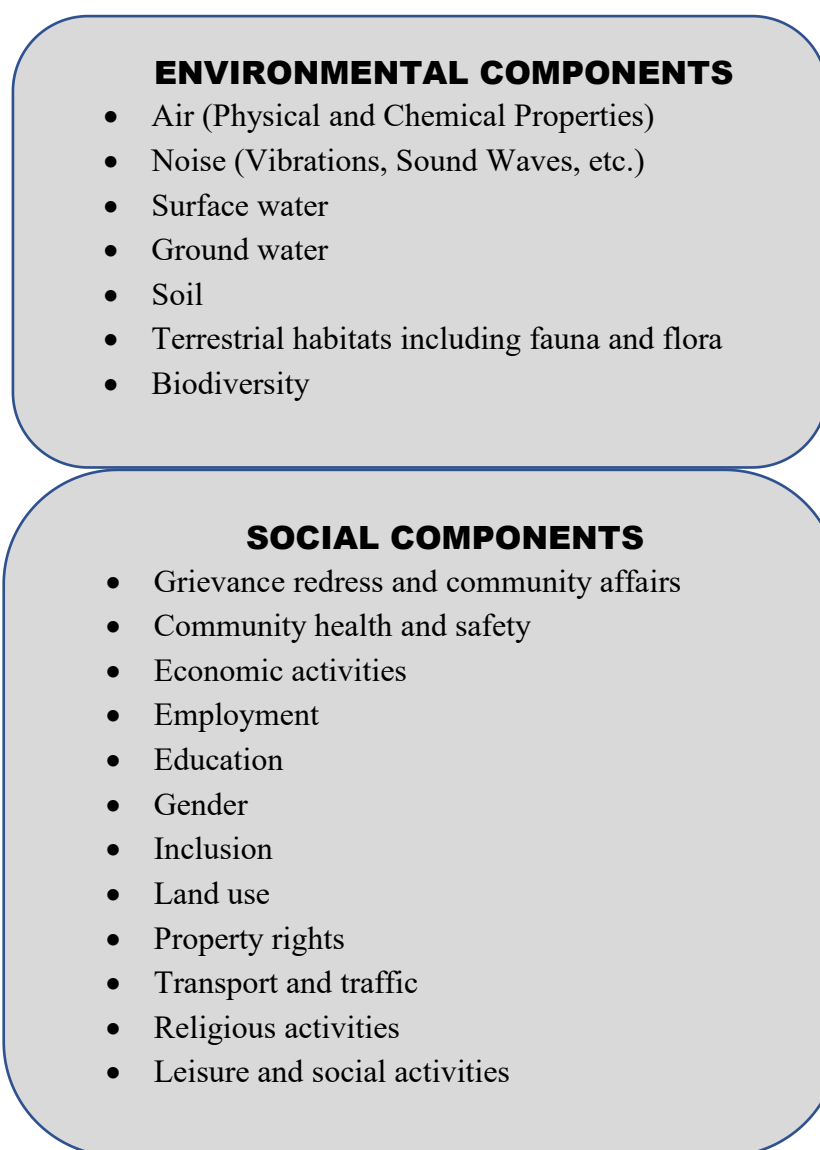 ENVIRONMENTAL COMPONENTS
• Air (Physical and Chemical Properties)
• Noise (Vibrations, Sound Waves, etc.)
• Surface water
• Ground water
• Soil
• Terrestrial habitats including fauna and flora
• Biodiversity
SOCIAL COMPONENTS
• Grievance redress and community affairs
• Community health and safety
• Economic activities
• Employment
• Education
• Gender
• Inclusion
• Land use
• Property rights
• Transport and traffic
• Religious activities
• Leisure and social activities